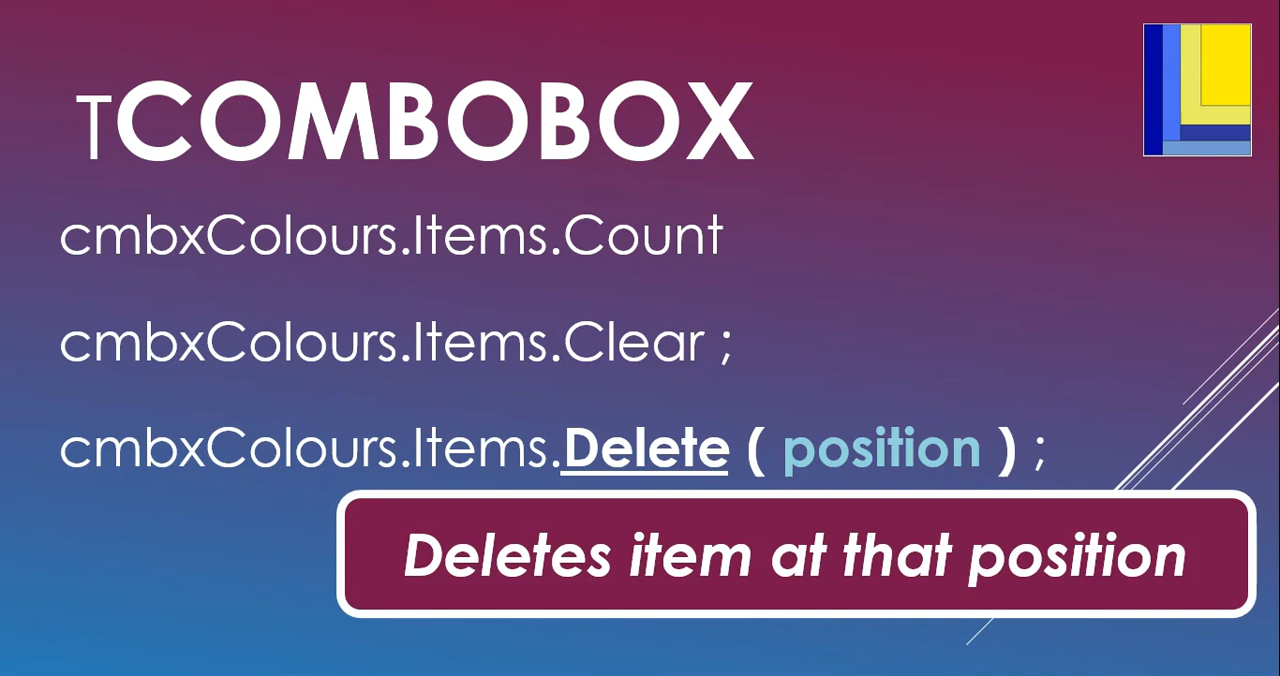 TCOMBOBOX
cmbxColours.Items.Count
cmbxColours.Items.Clear ;
cmbxColours.Items.Delete ( position ) ;
Deletes item at that position